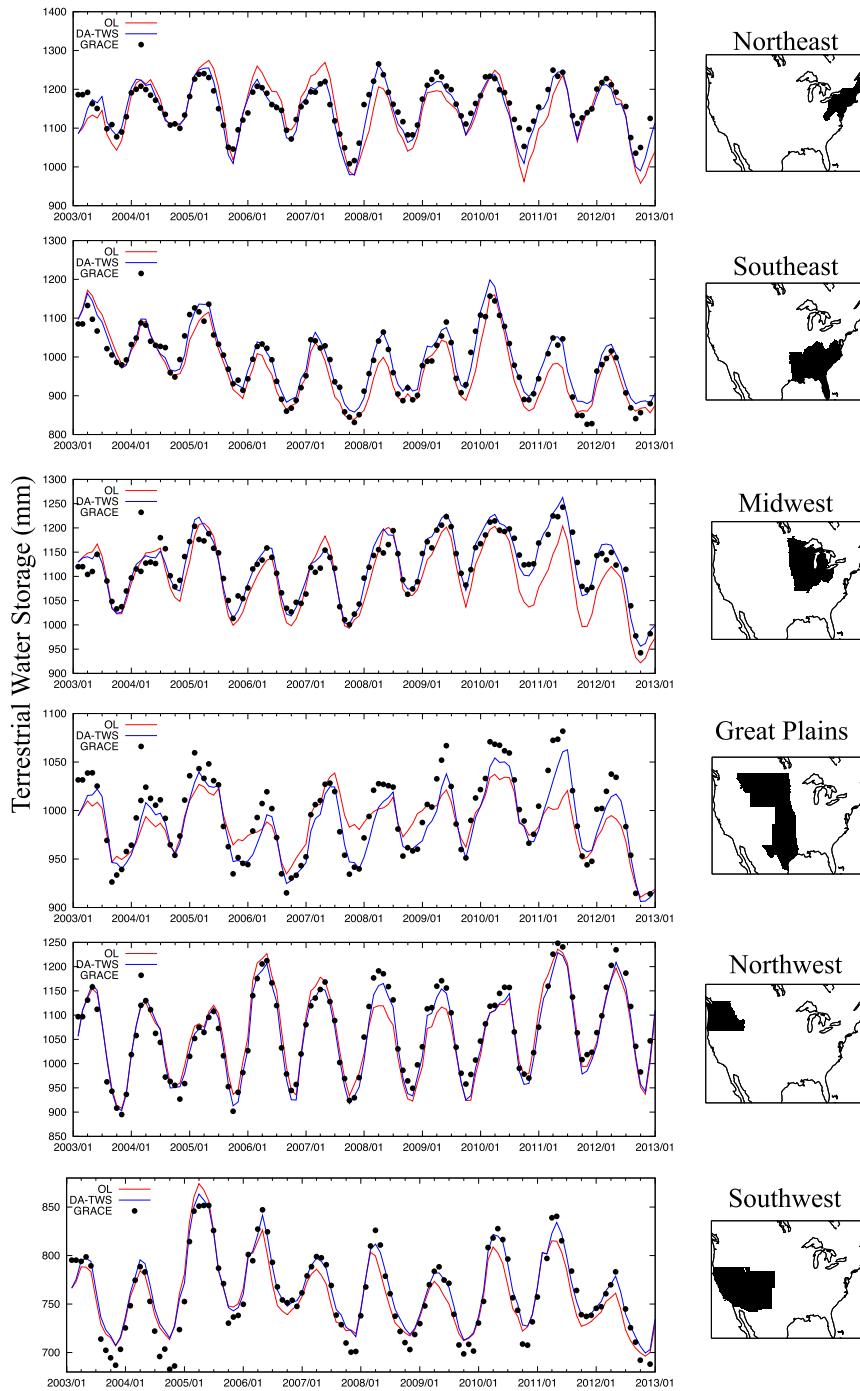 Terrestrial Water Storage (mm)
OL
DA-TWS
GRACE
1400
1300
1200
1100
1000
900
2003/01 2004/01 2005/01 2006/01 2007/01 2008/01 2009/01 2010/01 2011/01 2012/01 2013/01
Northeast
OL
DA-TWS
GRACE
1300
1200
1100
1000
900
800
2003/01 2004/01 2005/01 2006/01 2007/01 2008/01 2009/01 2010/01 2011/01 2012/01 2013/01
Southeast
OL
DA-TWS
GRACE
1300
1250
1200
1150
1100
1050
1000
950
900
2003/01 2004/01 2005/01 2006/01 2007/01 2008/01 2009/01 2010/01 2011/01 2012/01 2013/01
Midwest
OL
DA-TWS
GRACE
1100
1050
1000
950
900
2003/01 2004/01 2005/01 2006/01 2007/01 2008/01 2009/01 2010/01 2011/01 2012/01 2013/01
Great Plains
OL
DA-TWS
GRACE
1250
1200
1150
1100
1050
1000
950
900
850
2003/01 2004/01 2005/01 2006/01 2007/01 2008/01 2009/01 2010/01 2011/01 2012/01 2013/01
Northwest
OL
DA-TWS
GRACE
850
800
750
700
2003/01 2004/01 2005/01 2006/01 2007/01 2008/01 2009/01 2010/01 2011/01 2012/01 2013/01
Southwest